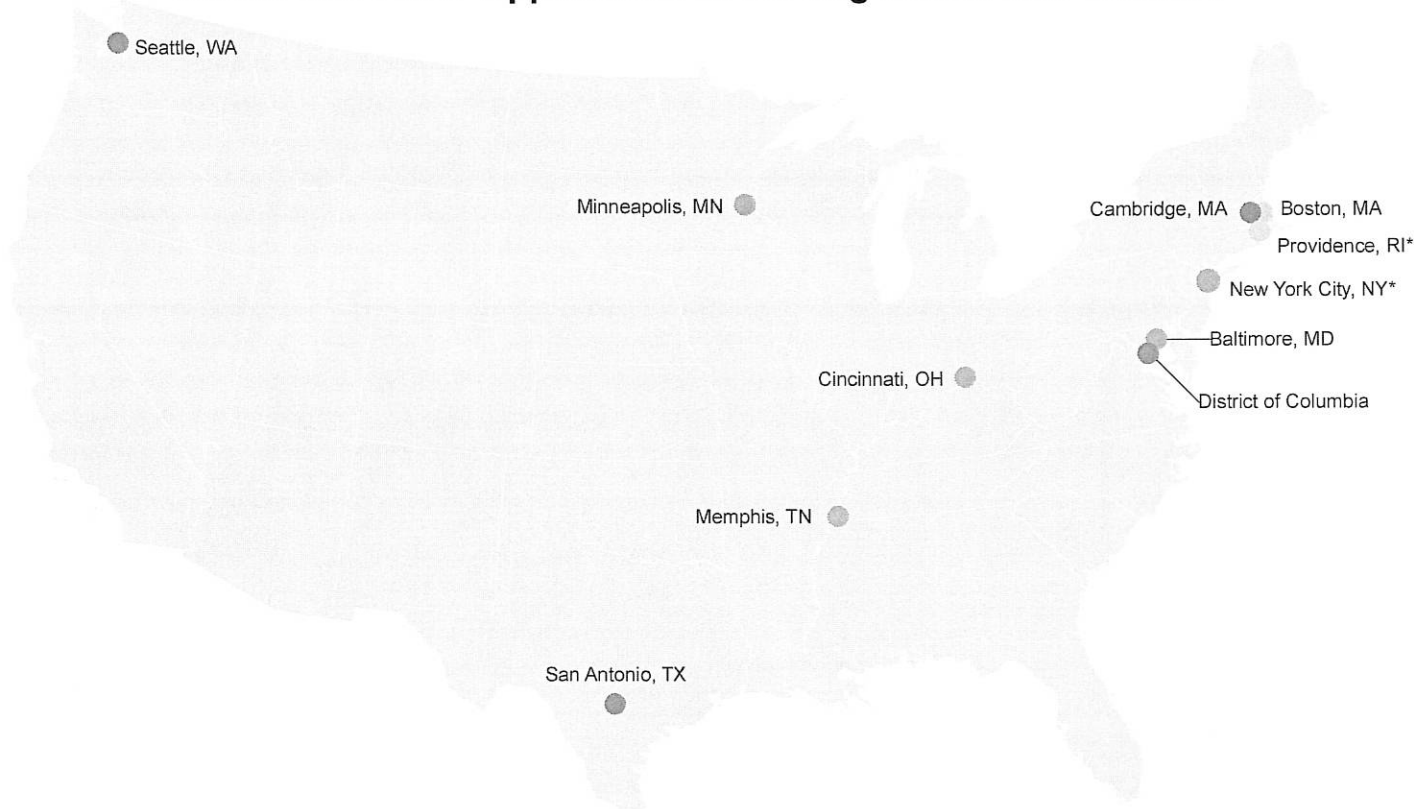 Seattle, WA
Minneapolis, MN
Cambridge, MA
Boston, MA
Providence, RI*
New York City, NY*
Baltimore, MD
Cincinnati, OH
District of Columbia
Memphis, TN
San Antonio, TX